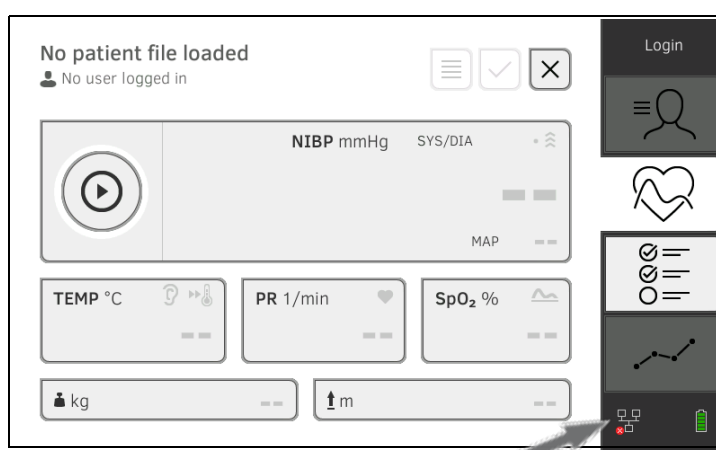 No patient file loaded
No user logged in
Login
NIBP mmHg SYS/DIA
-- --
MAP --
TEMP °C
--
PR 1/min
--
SpO₂ %
--
kg --
m --